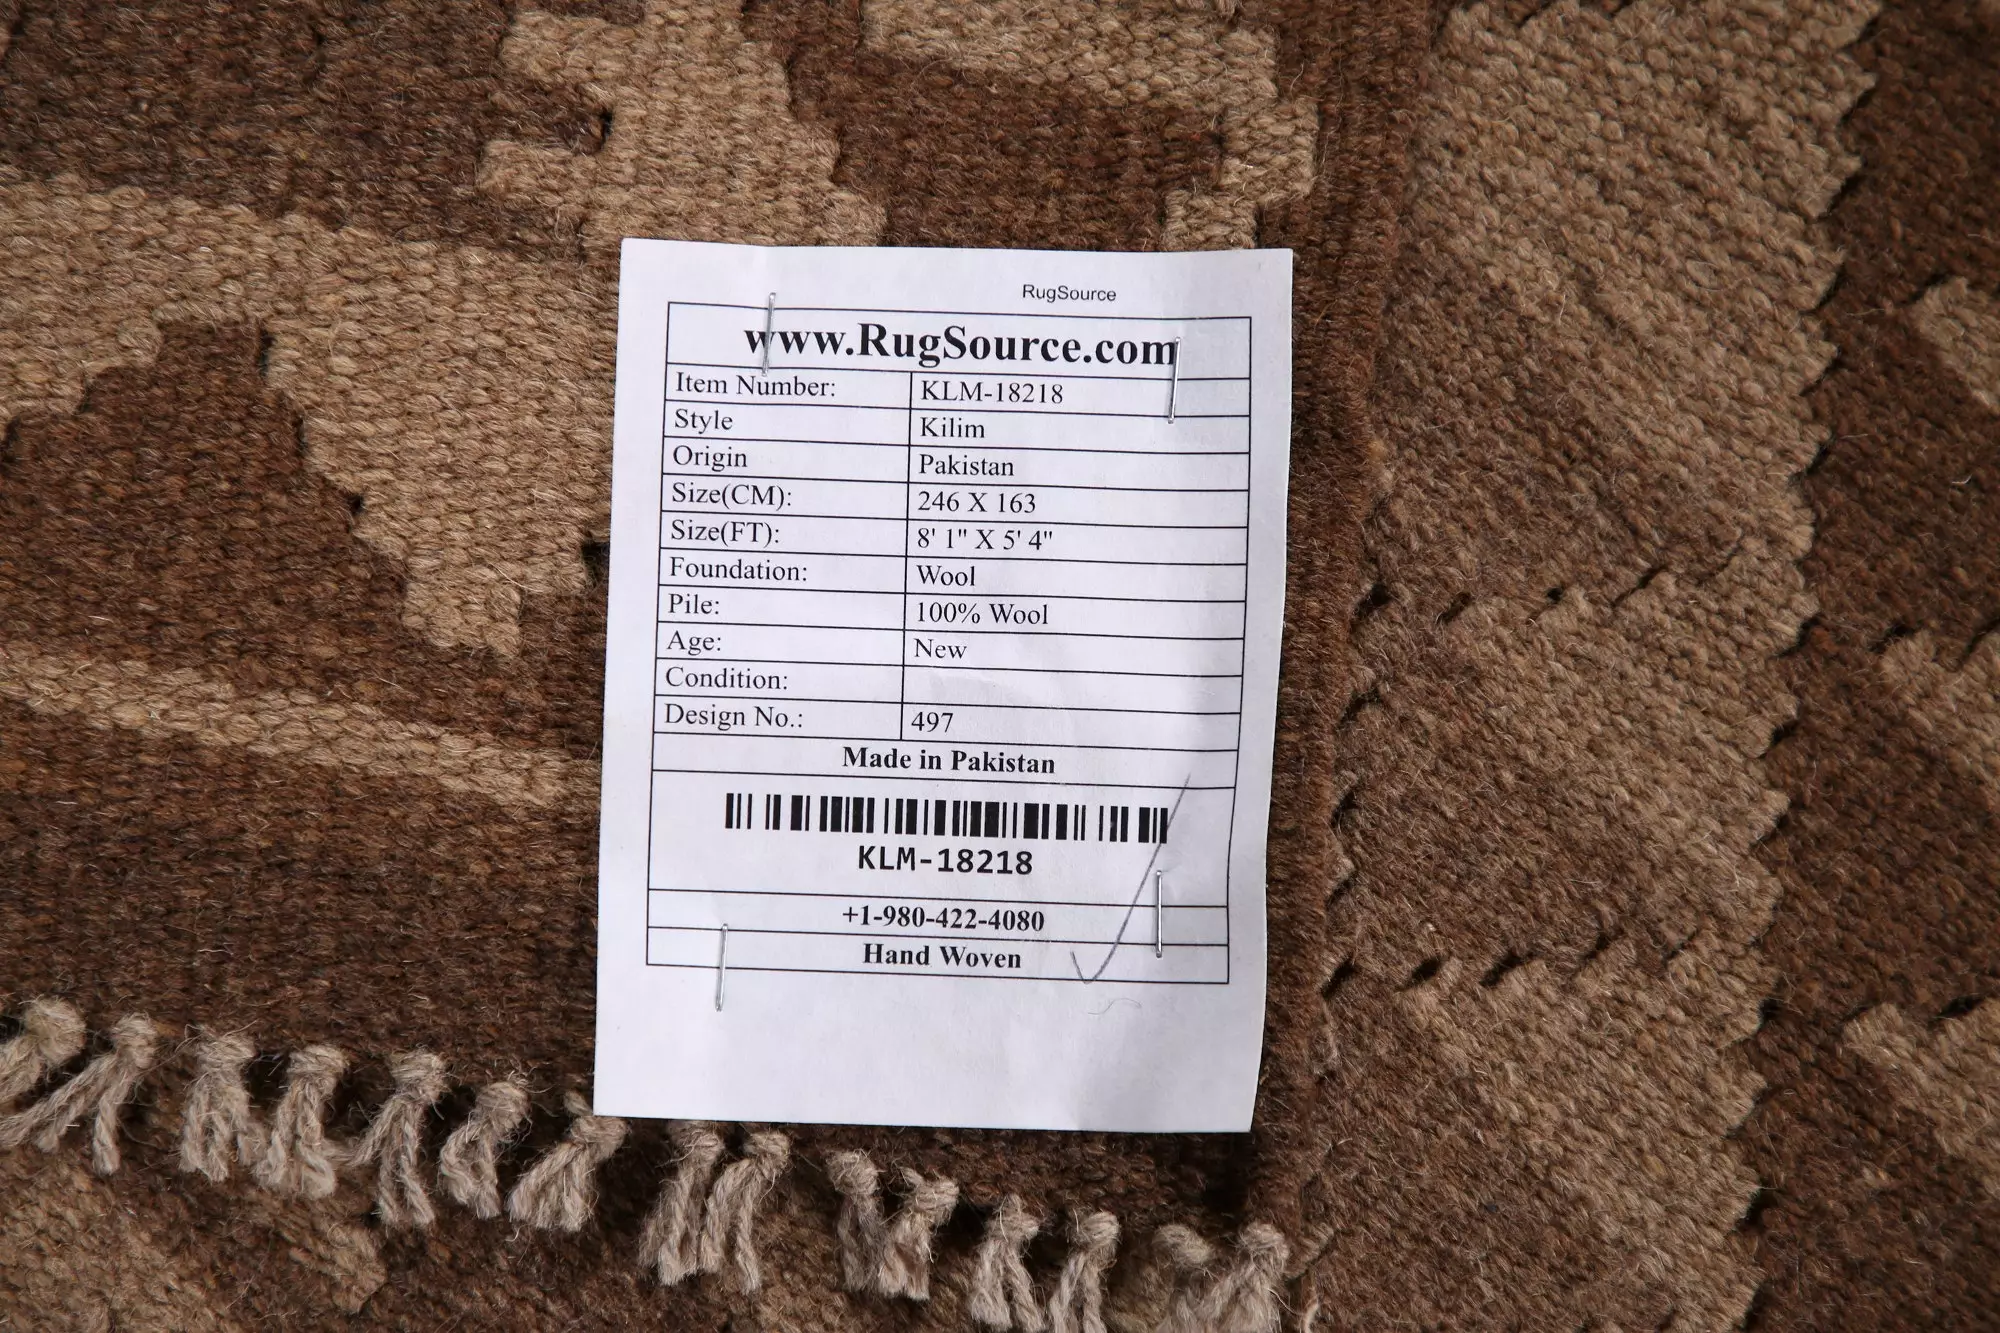 RugSource
www.RugSource.com
Item Number: KLM-18218
Style Kilim
Origin Pakistan
Size(CM): 246 X 163
Size(FT): 8' 1" X 5' 4"
Foundation: Wool
Pile: 100% Wool
Age: New
Condition:
Design No.: 497
Made in Pakistan
KLM-18218
+1-980-422-4080
Hand Woven